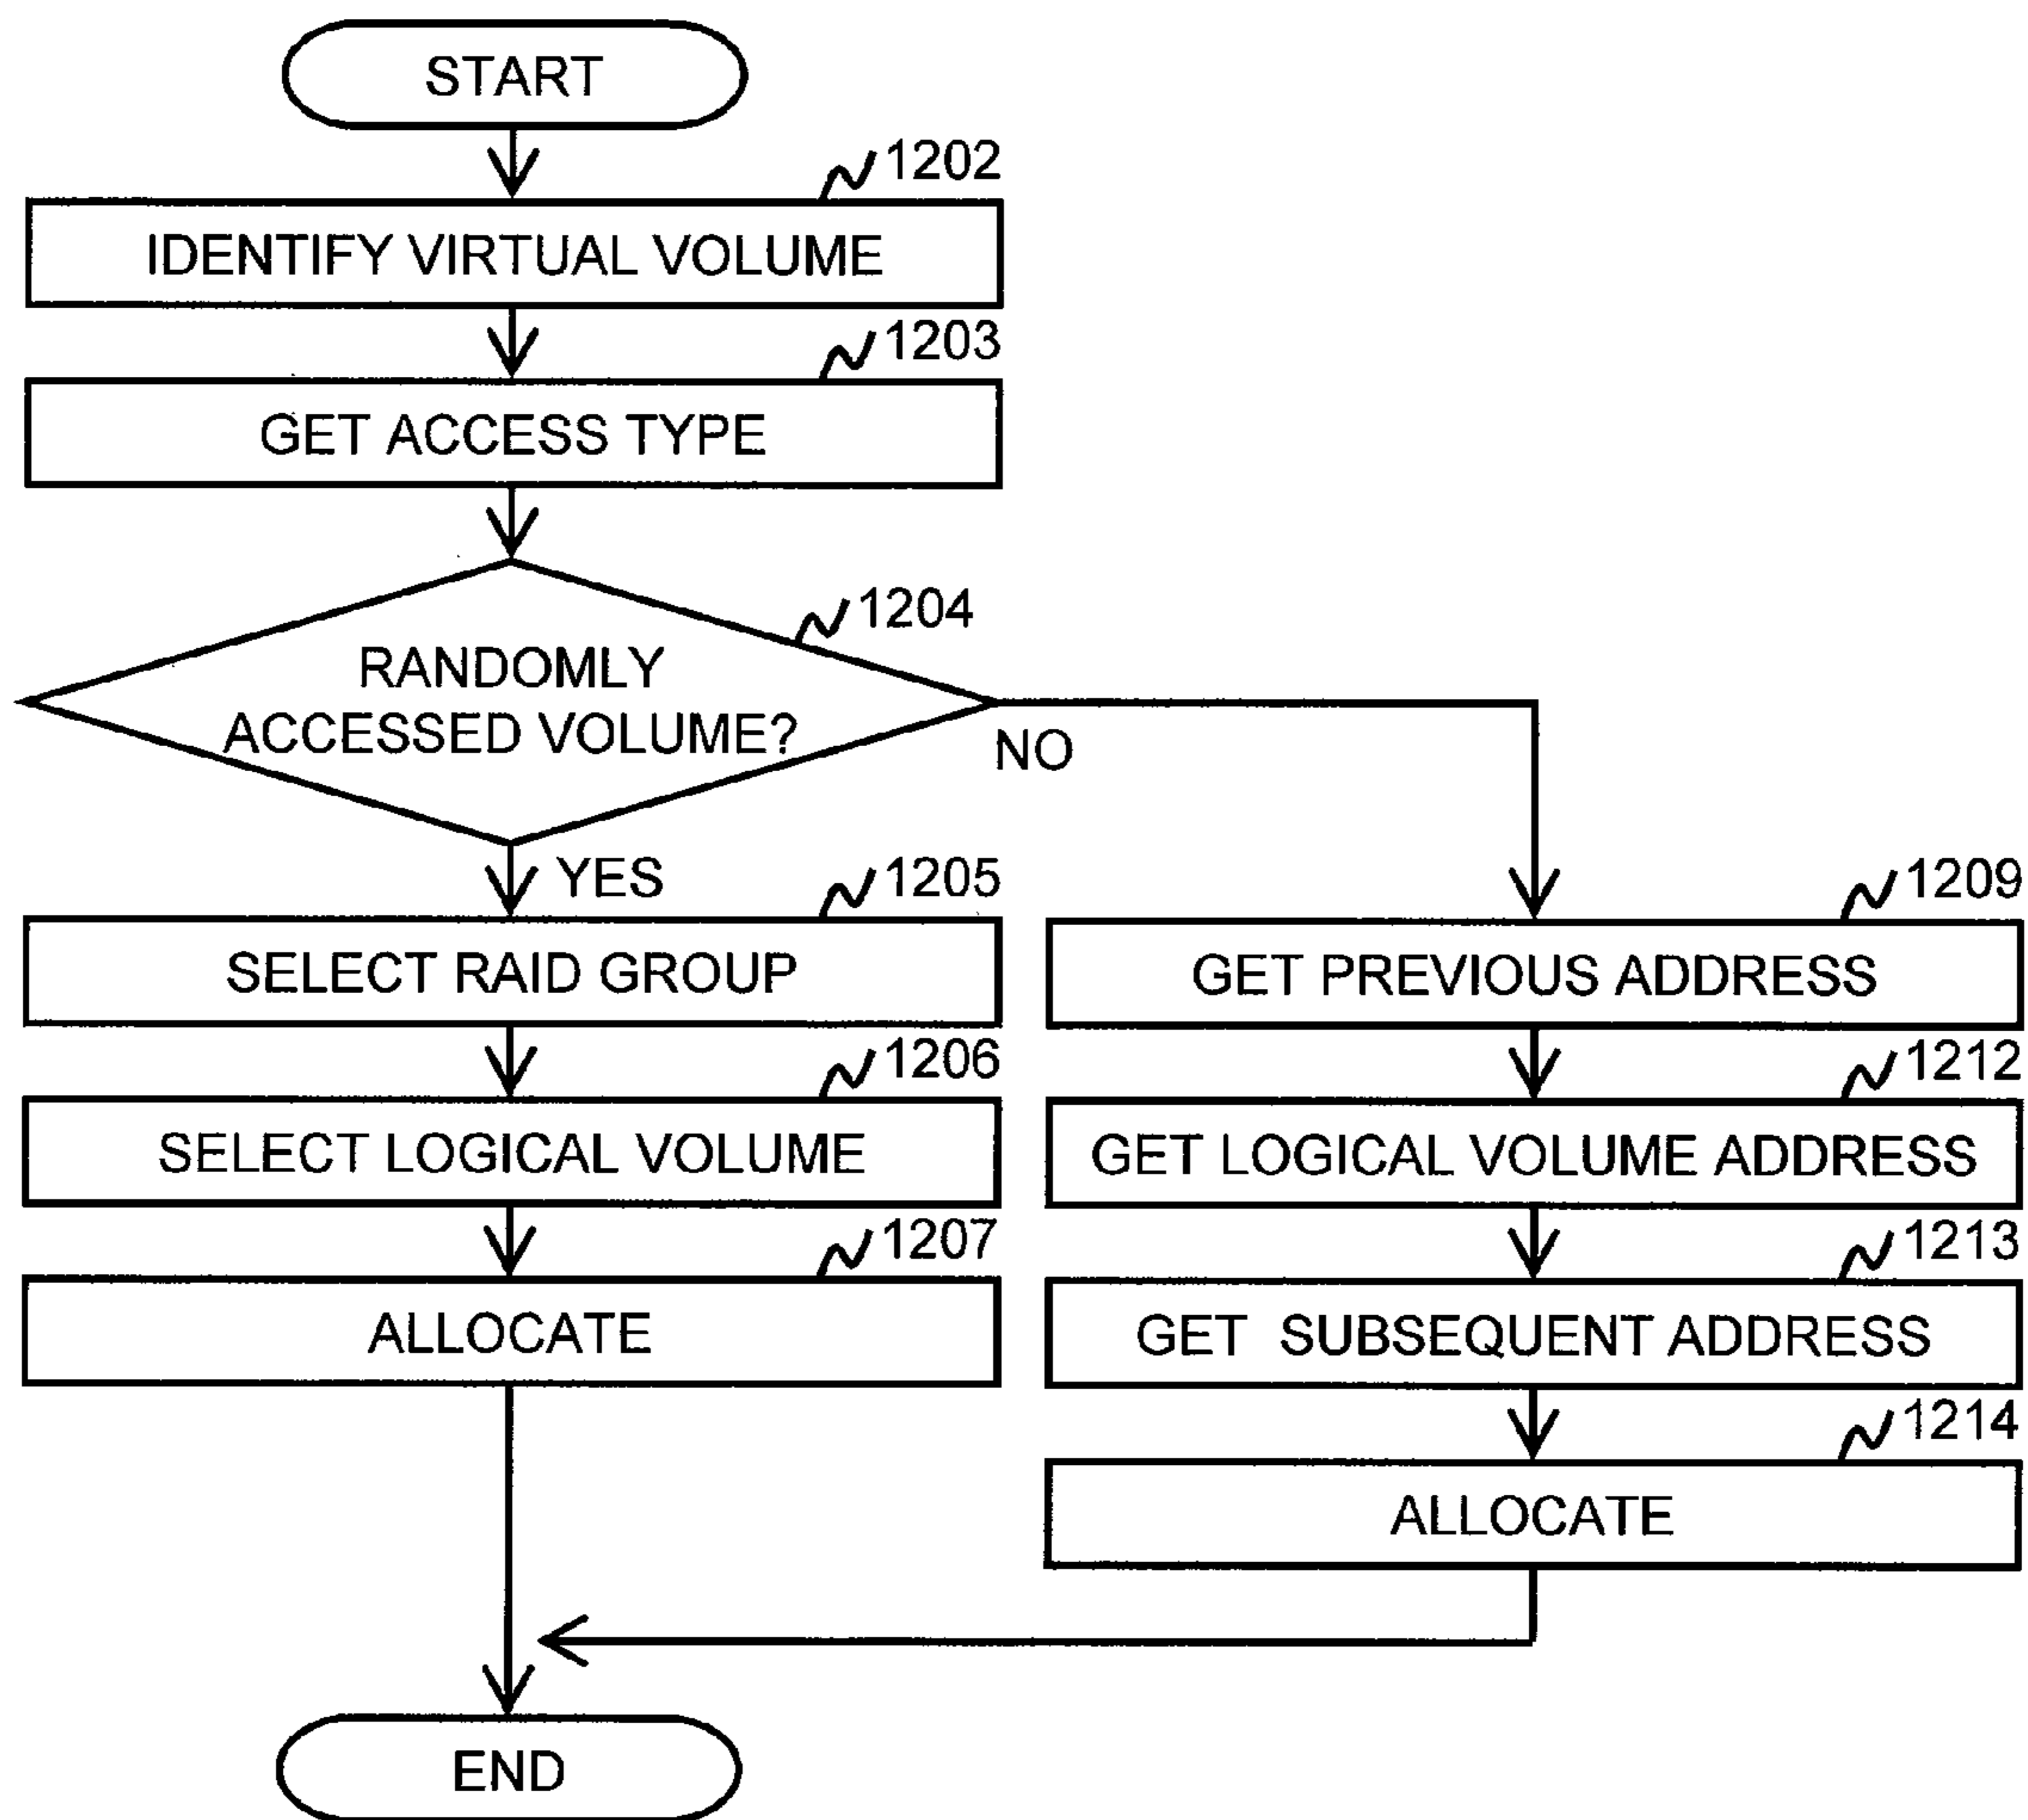 START
1202
IDENTIFY VIRTUAL VOLUME
1203
GET ACCESS TYPE
1204
RANDOMLY
ACCESSED VOLUME?
NO
YES
1205
SELECT RAID GROUP
1206
SELECT LOGICAL VOLUME
1207
ALLOCATE
1209
GET PREVIOUS ADDRESS
1212
GET LOGICAL VOLUME ADDRESS
1213
GET SUBSEQUENT ADDRESS
1214
ALLOCATE
END